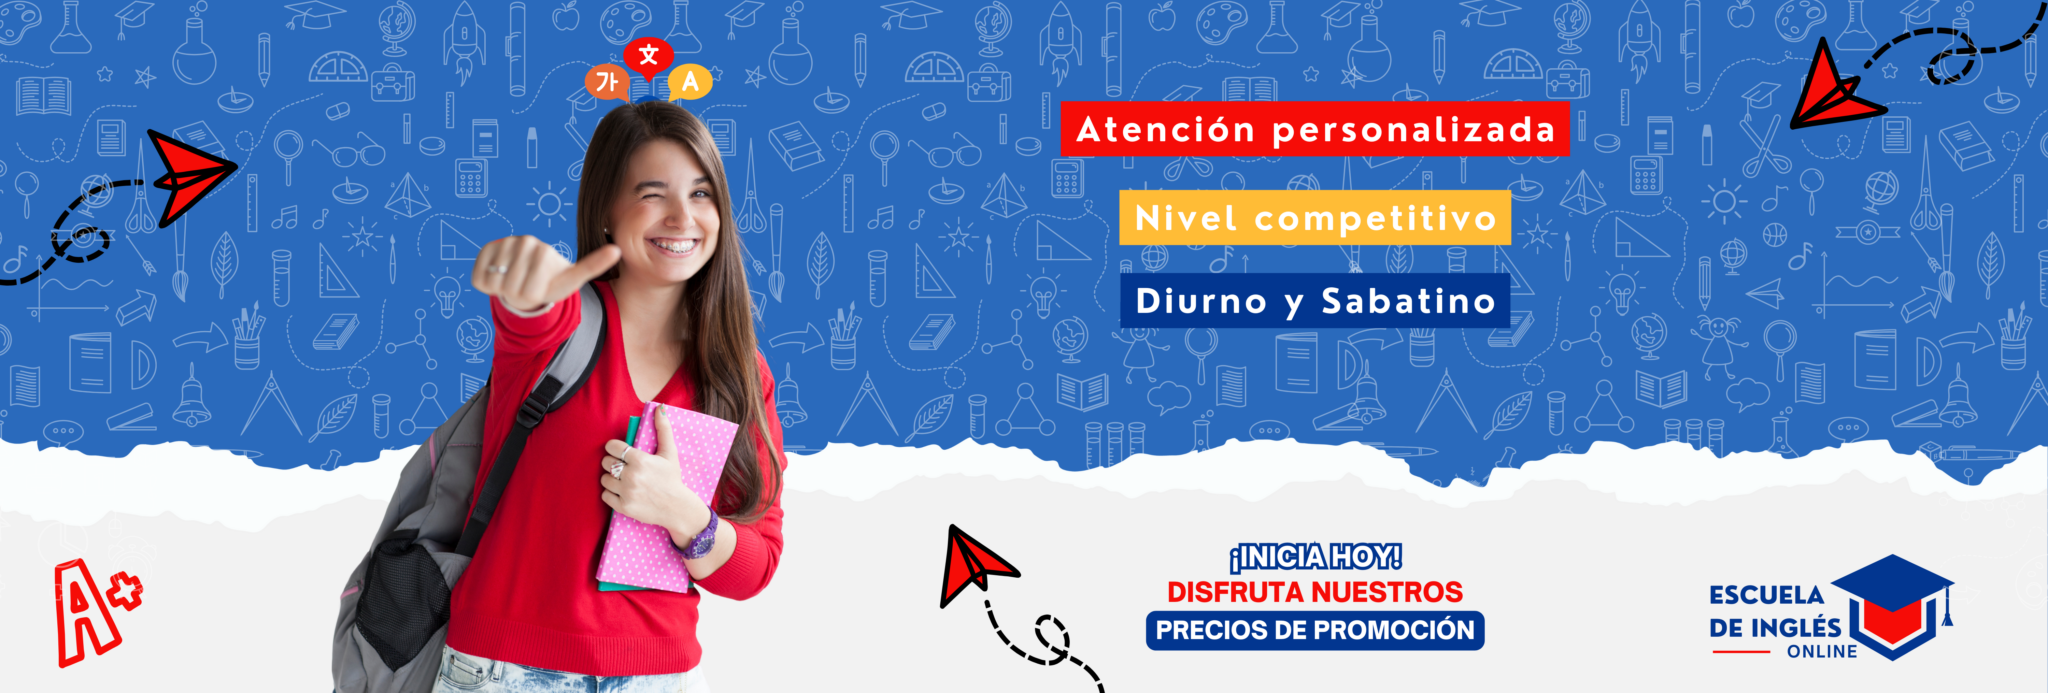 文
가
A
Atención personalizada
Nivel competitivo
Diurno y Sabatino
A+
¡INICIA HOY!
DISFRUTA NUESTROS
PRECIOS DE PROMOCIÓN
ESCUELA
DE INGLÉS
ONLINE